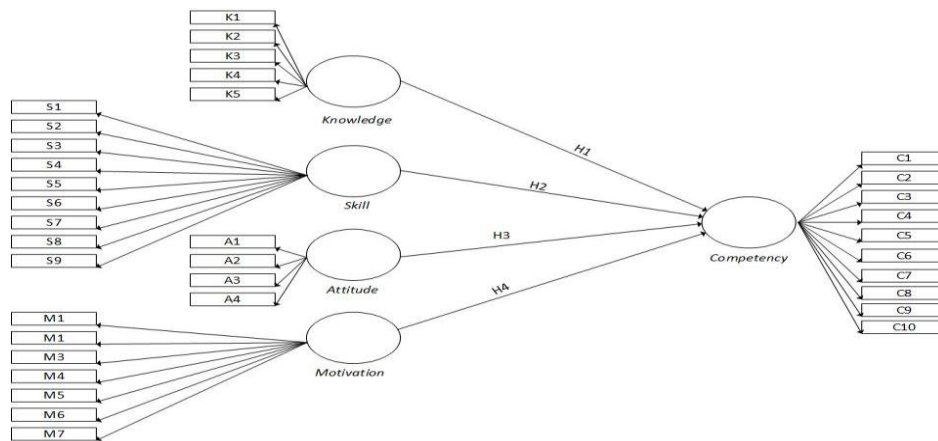 K1
K2
K3
K4
K5
Knowledge
S1
S2
S3
S4
S5
S6
S7
S8
S9
Skill
A1
A2
A3
A4
Attitude
M1
M1
M3
M4
M5
M6
M7
Motivation
H1
H2
H3
H4
Competency
C1
C2
C3
C4
C5
C6
C7
C8
C9
C10